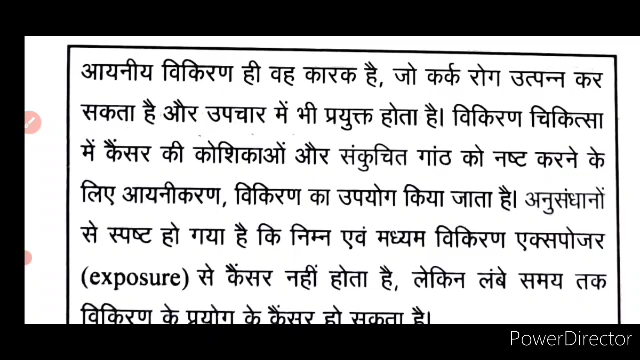 आयनीय विकिरण ही वह कारक है, जो कर्क रोग उत्पन्न कर
सकता है और उपचार में भी प्रयुक्त होता है। विकिरण चिकित्सा
में कैंसर की कोशिकाओं और संकुचित गांठ को नष्ट करने के
लिए आयनीकरण, विकिरण का उपयोग किया जाता है। अनुसंधानों
से स्पष्ट हो गया है कि निम्न एवं मध्यम विकिरण एक्सपोजर
(exposure) से कैंसर नहीं होता है, लेकिन लंबे समय तक
विकिरण के प्रयोग के कैंसर हो सकता है।
PowerDirector